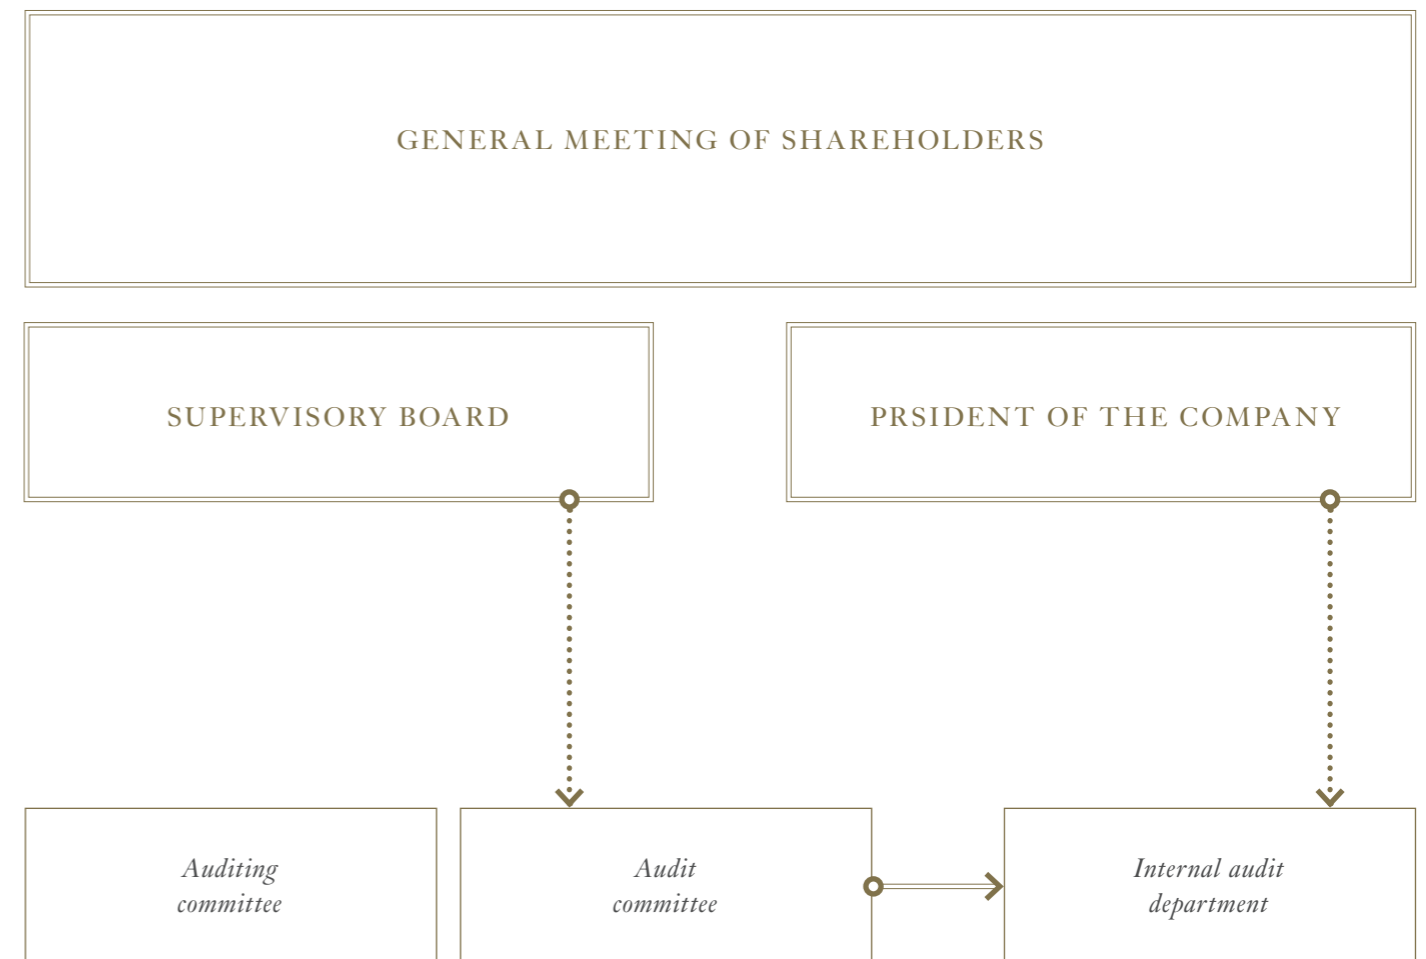 GENERAL MEETING OF SHAREHOLDERS
SUPERVISORY BOARD
PRSIDENT OF THE COMPANY
Auditing
committee
Audit
committee
Internal audit
department